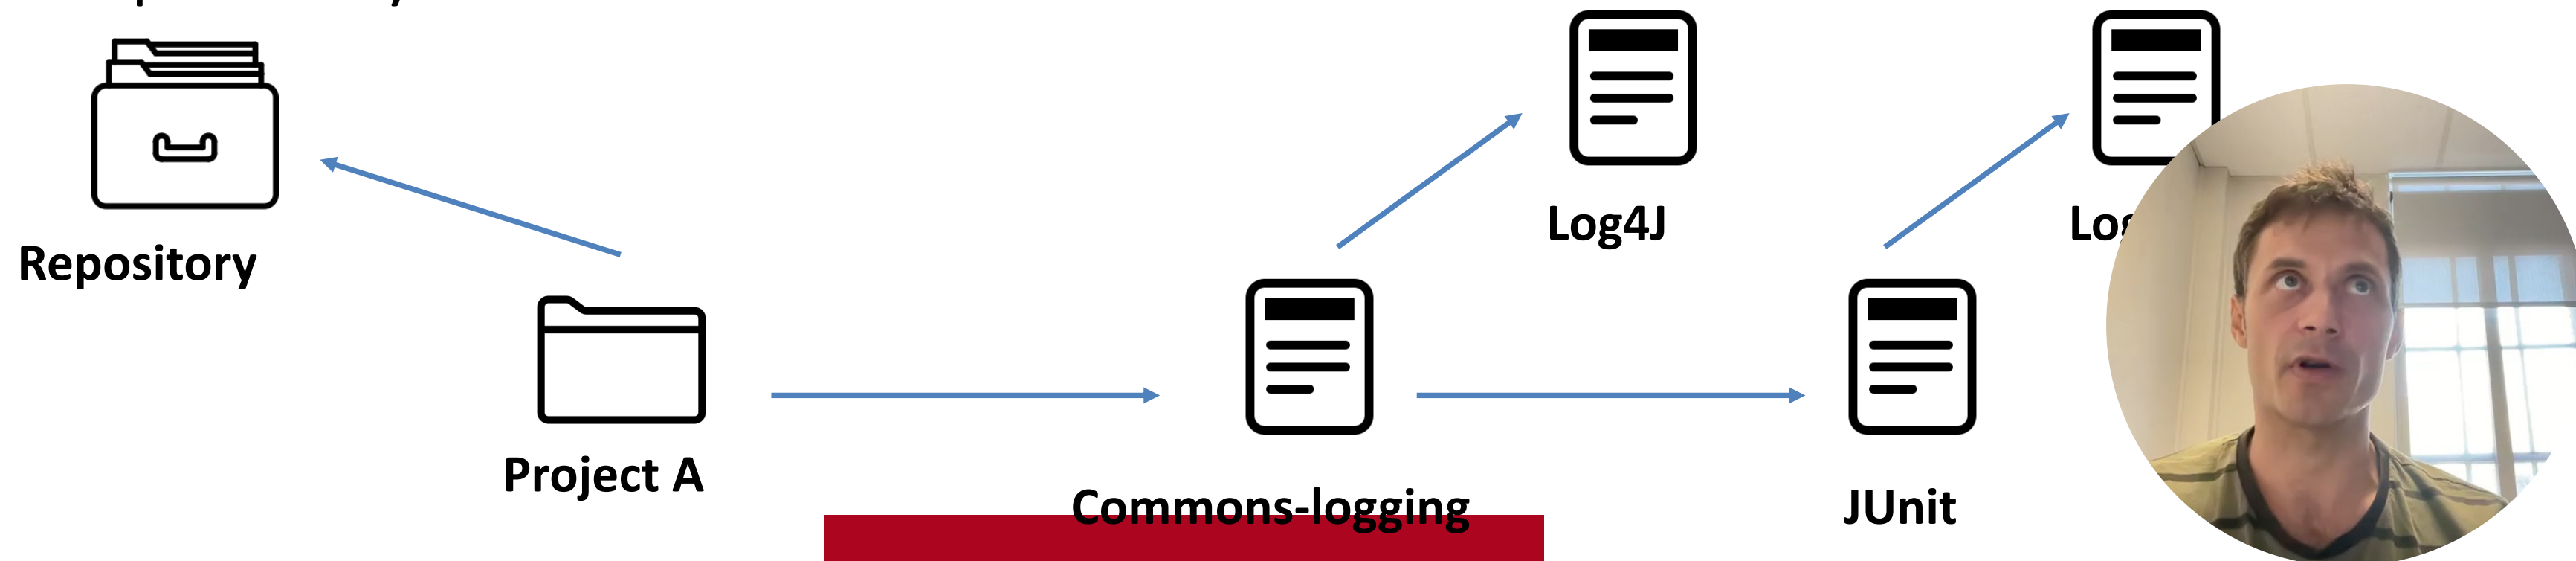 Repository
Project A
Commons-logging
Log4J
JUnit